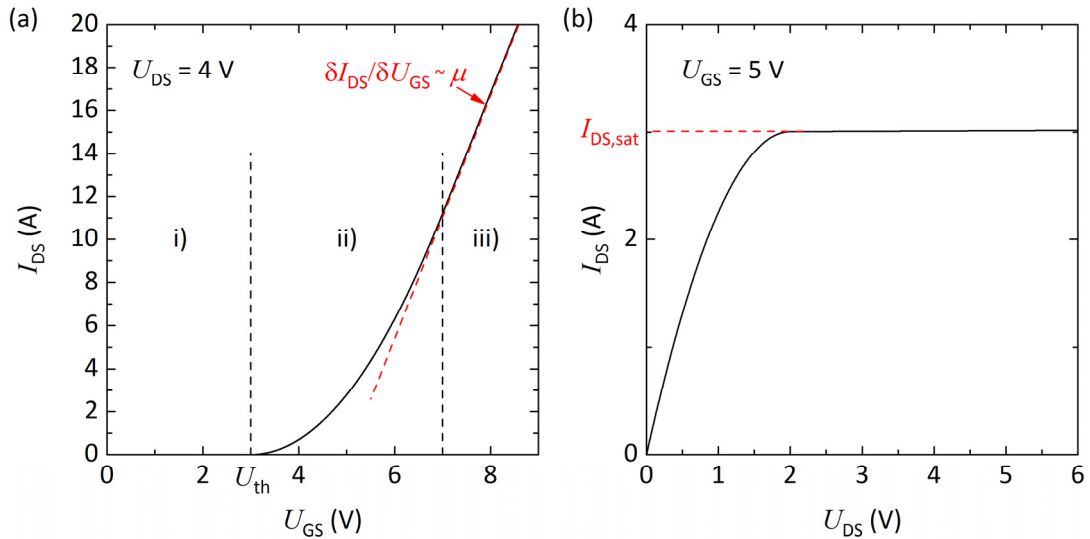 (a)
20
18
16
14
12
10
8
6
4
2
0
I_DS (A)
U_DS = 4 V
δI_DS/δU_GS ~ μ
i)
ii)
iii)
0
2
U_th
4
6
8
U_GS (V)
(b)
4
2
0
I_DS (A)
U_GS = 5 V
I_DS,sat
0
1
2
3
4
5
6
U_DS (V)